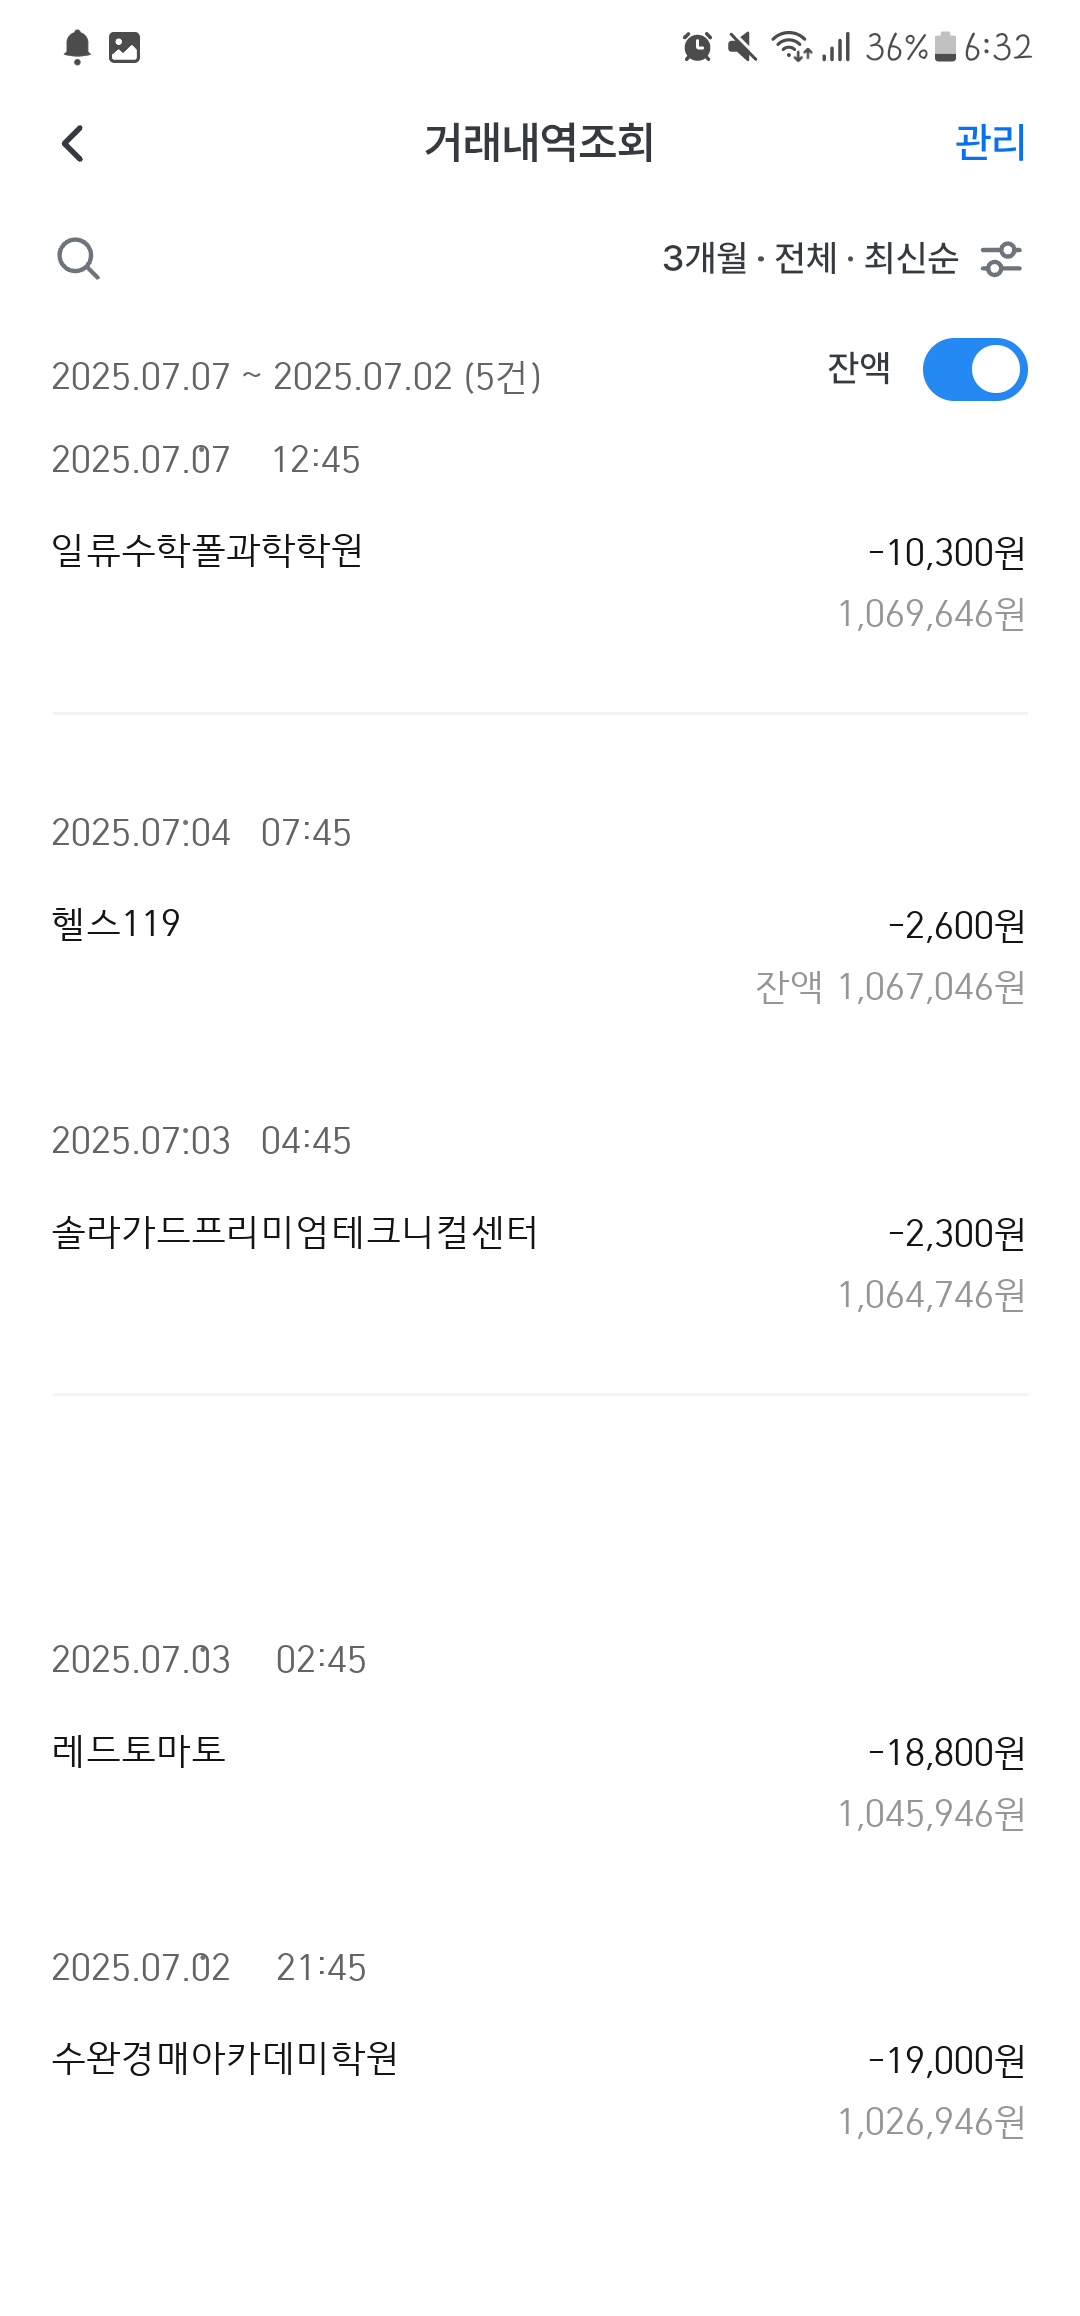 36% 6:32
거래내역조회 관리
3개월 · 전체 · 최신순
2025.07.07 ~ 2025.07.02 (5건) 잔액
2025.07.07 12:45
일류수학폴과학학원 -10,300원
1,069,646원
2025.07.04 07:45
헬스119 -2,600원
잔액 1,067,046원
2025.07.03 04:45
솔라가드프리미엄테크니컬센터 -2,300원
1,064,746원
2025.07.03 02:45
레드토마토 -18,800원
1,045,946원
2025.07.02 21:45
수완경매아카데미학원 -19,000원
1,026,946원